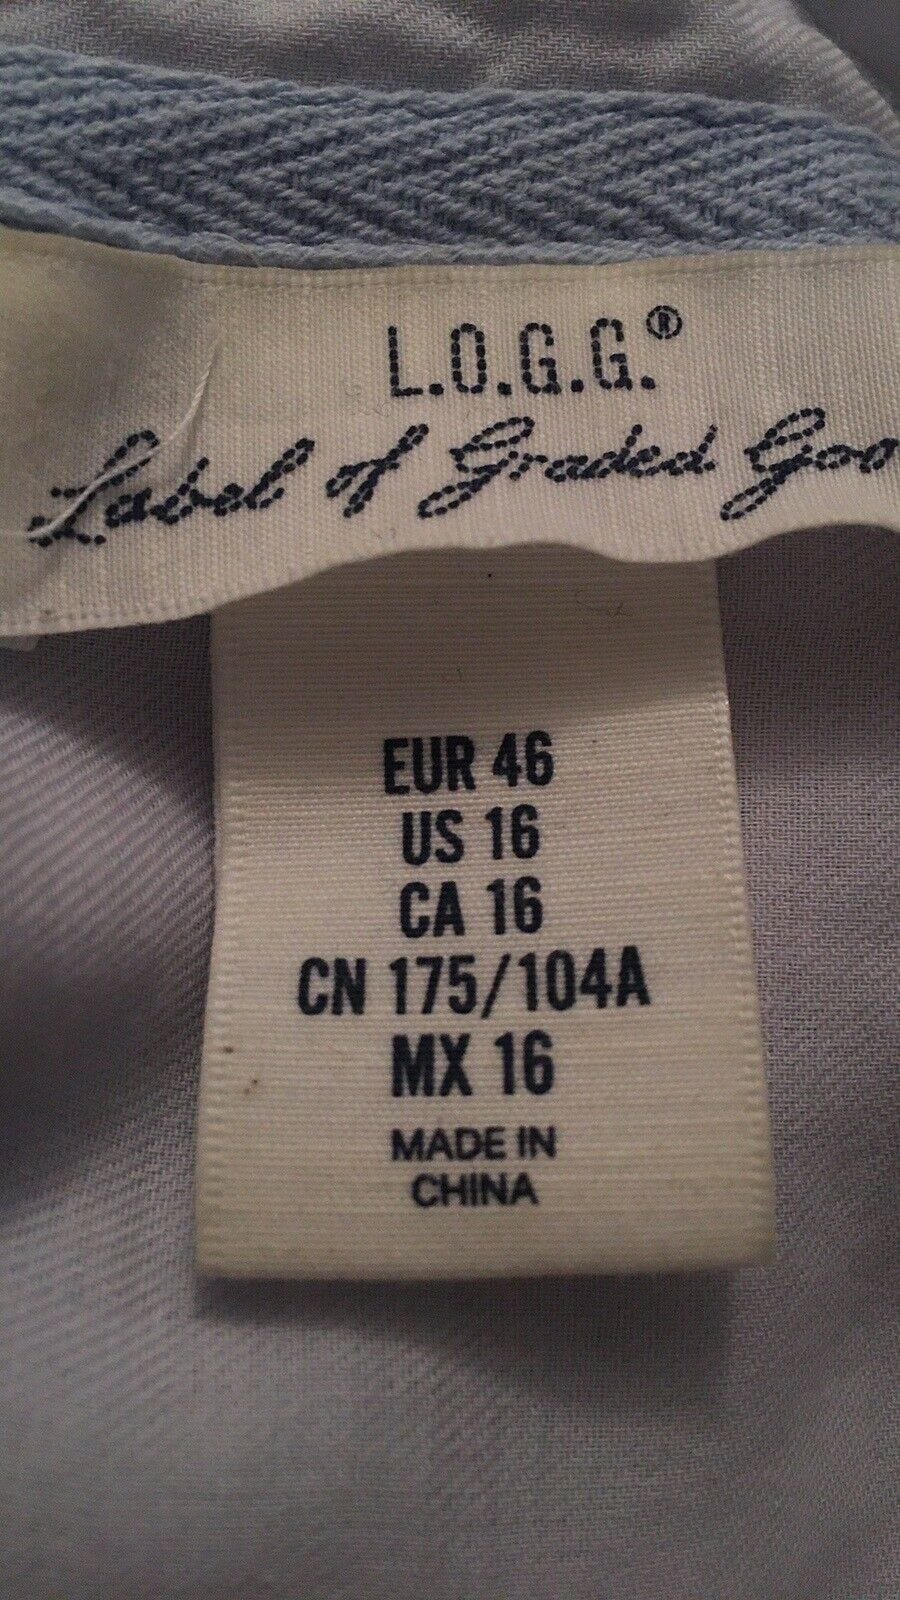 L.O.G.G.®
Label of Graded Goo
EUR 46
US 16
CA 16
CN 175/104A
MX 16
MADE IN
CHINA